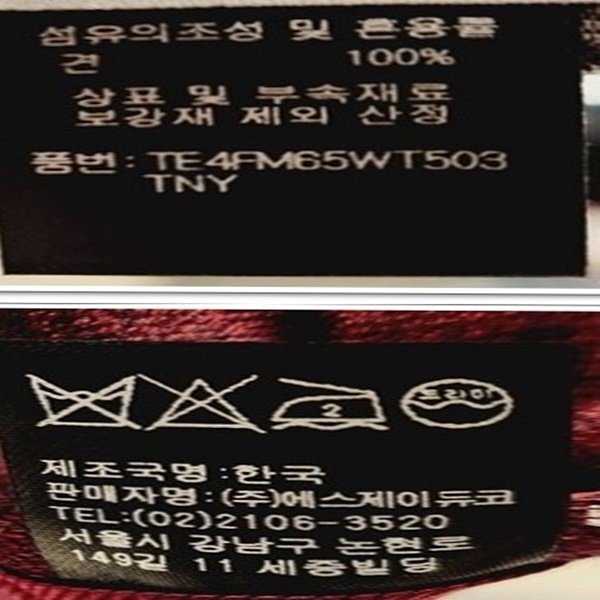 섬유의조성 및 혼용률
견 100%
상표 및 부속재료
보강재 제외 산정
품번: TE4FM65WT503
TNY
2
드라이
제조국명:한국
판매자명:(주)에스제이듀코
TEL:(02)2106-3520
서울시 강남구 논현로
149길 11 세종빌딩